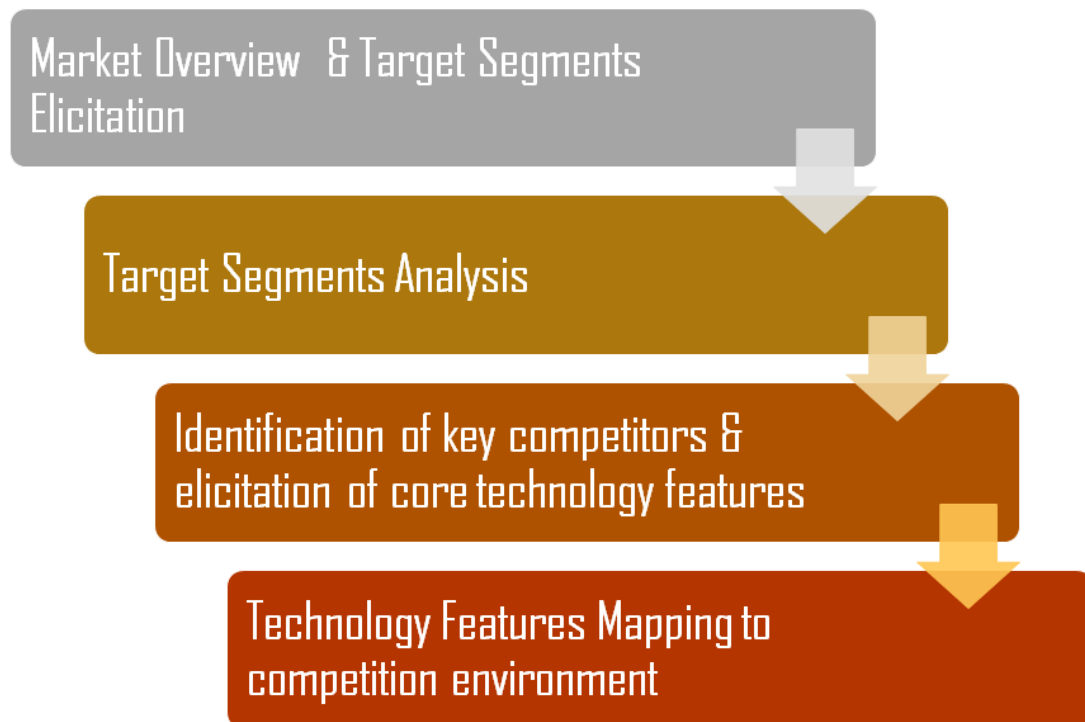 Market Overview & Target Segments
Elicitation
Target Segments Analysis
Identification of key competitors &
elicitation of core technology features
Technology Features Mapping to
competition environment